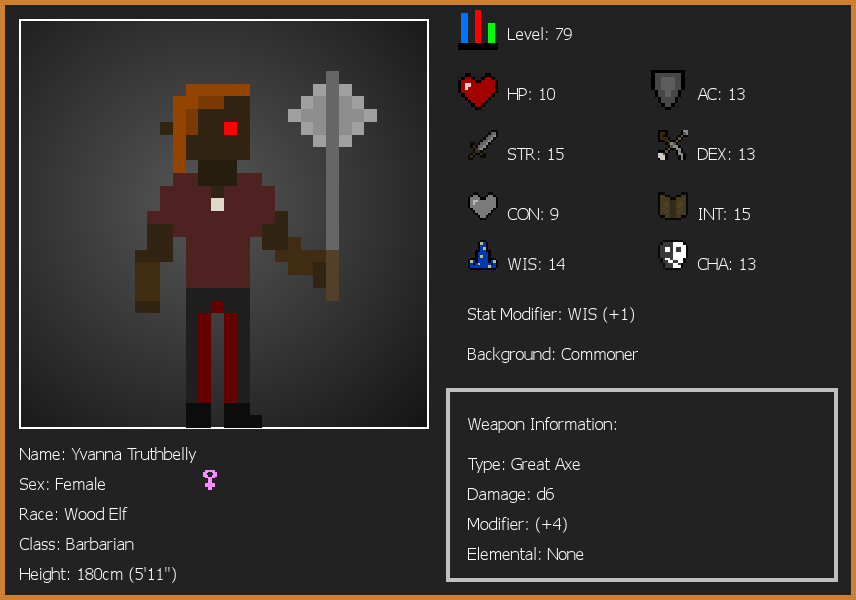 Level: 79
HP: 10
AC: 13
STR: 15
DEX: 13
CON: 9
INT: 15
WIS: 14
CHA: 13
Stat Modifier: WIS (+1)
Background: Commoner
Weapon Information:
Type: Great Axe
Damage: d6
Modifier: (+4)
Elemental: None
Name: Yvanna Truthbelly
Sex: Female
Race: Wood Elf
Class: Barbarian
Height: 180cm (5'11")